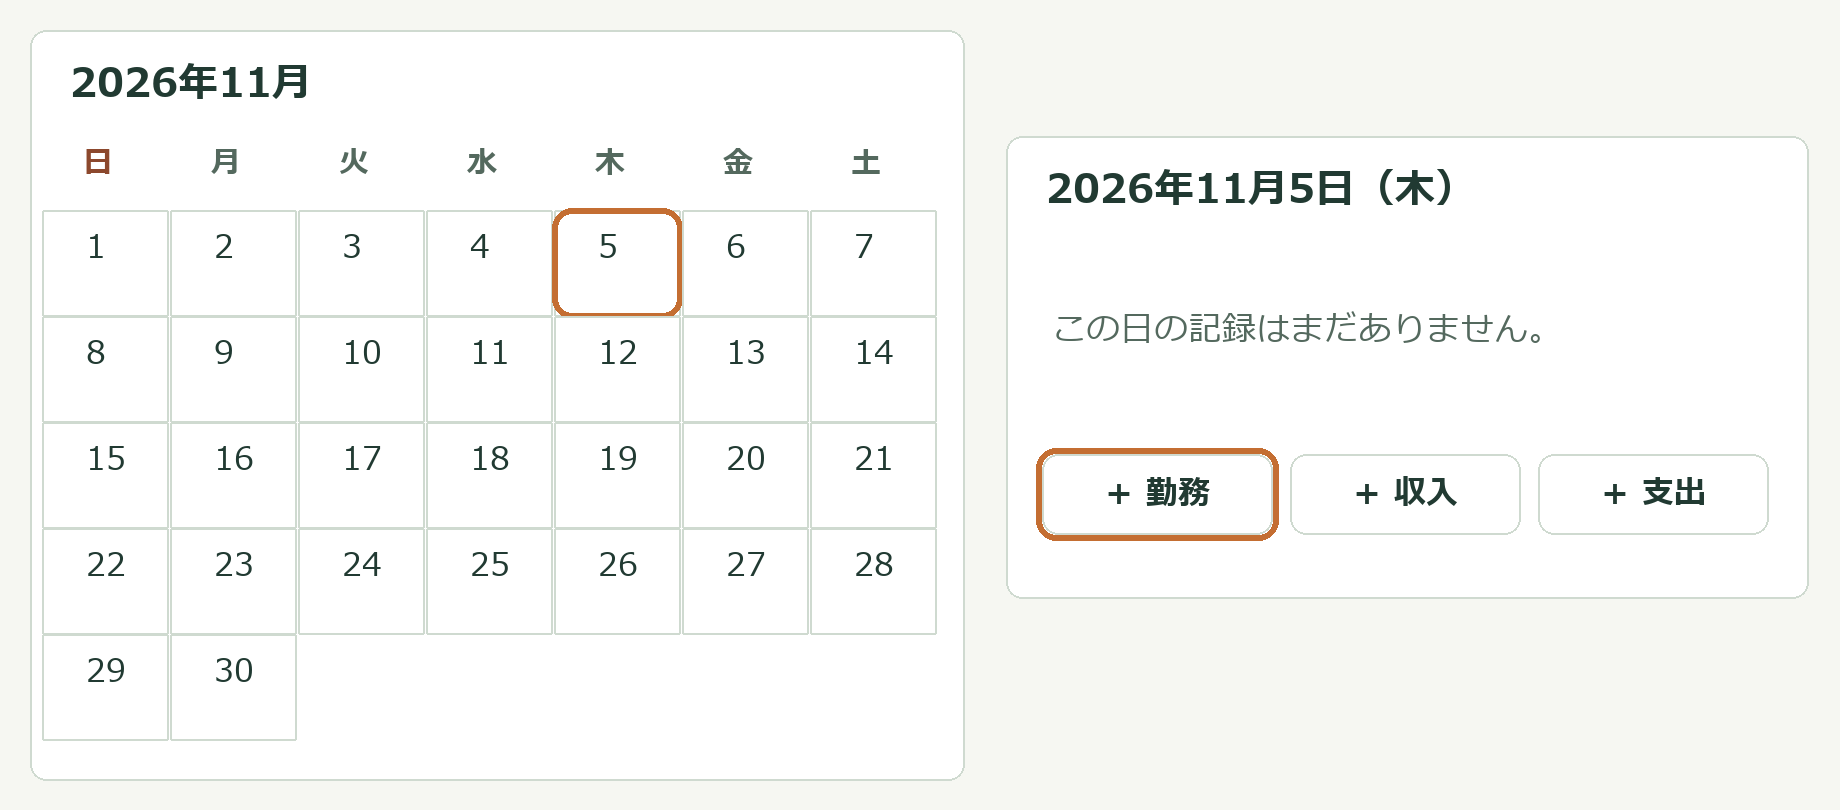 2026年11月
日 月 火 水 木 金 土
1 2 3 4 5 6 7
8 9 10 11 12 13 14
15 16 17 18 19 20 21
22 23 24 25 26 27 28
29 30
2026年11月5日（木）
この日の記録はまだありません。
+ 勤務 + 収入 + 支出